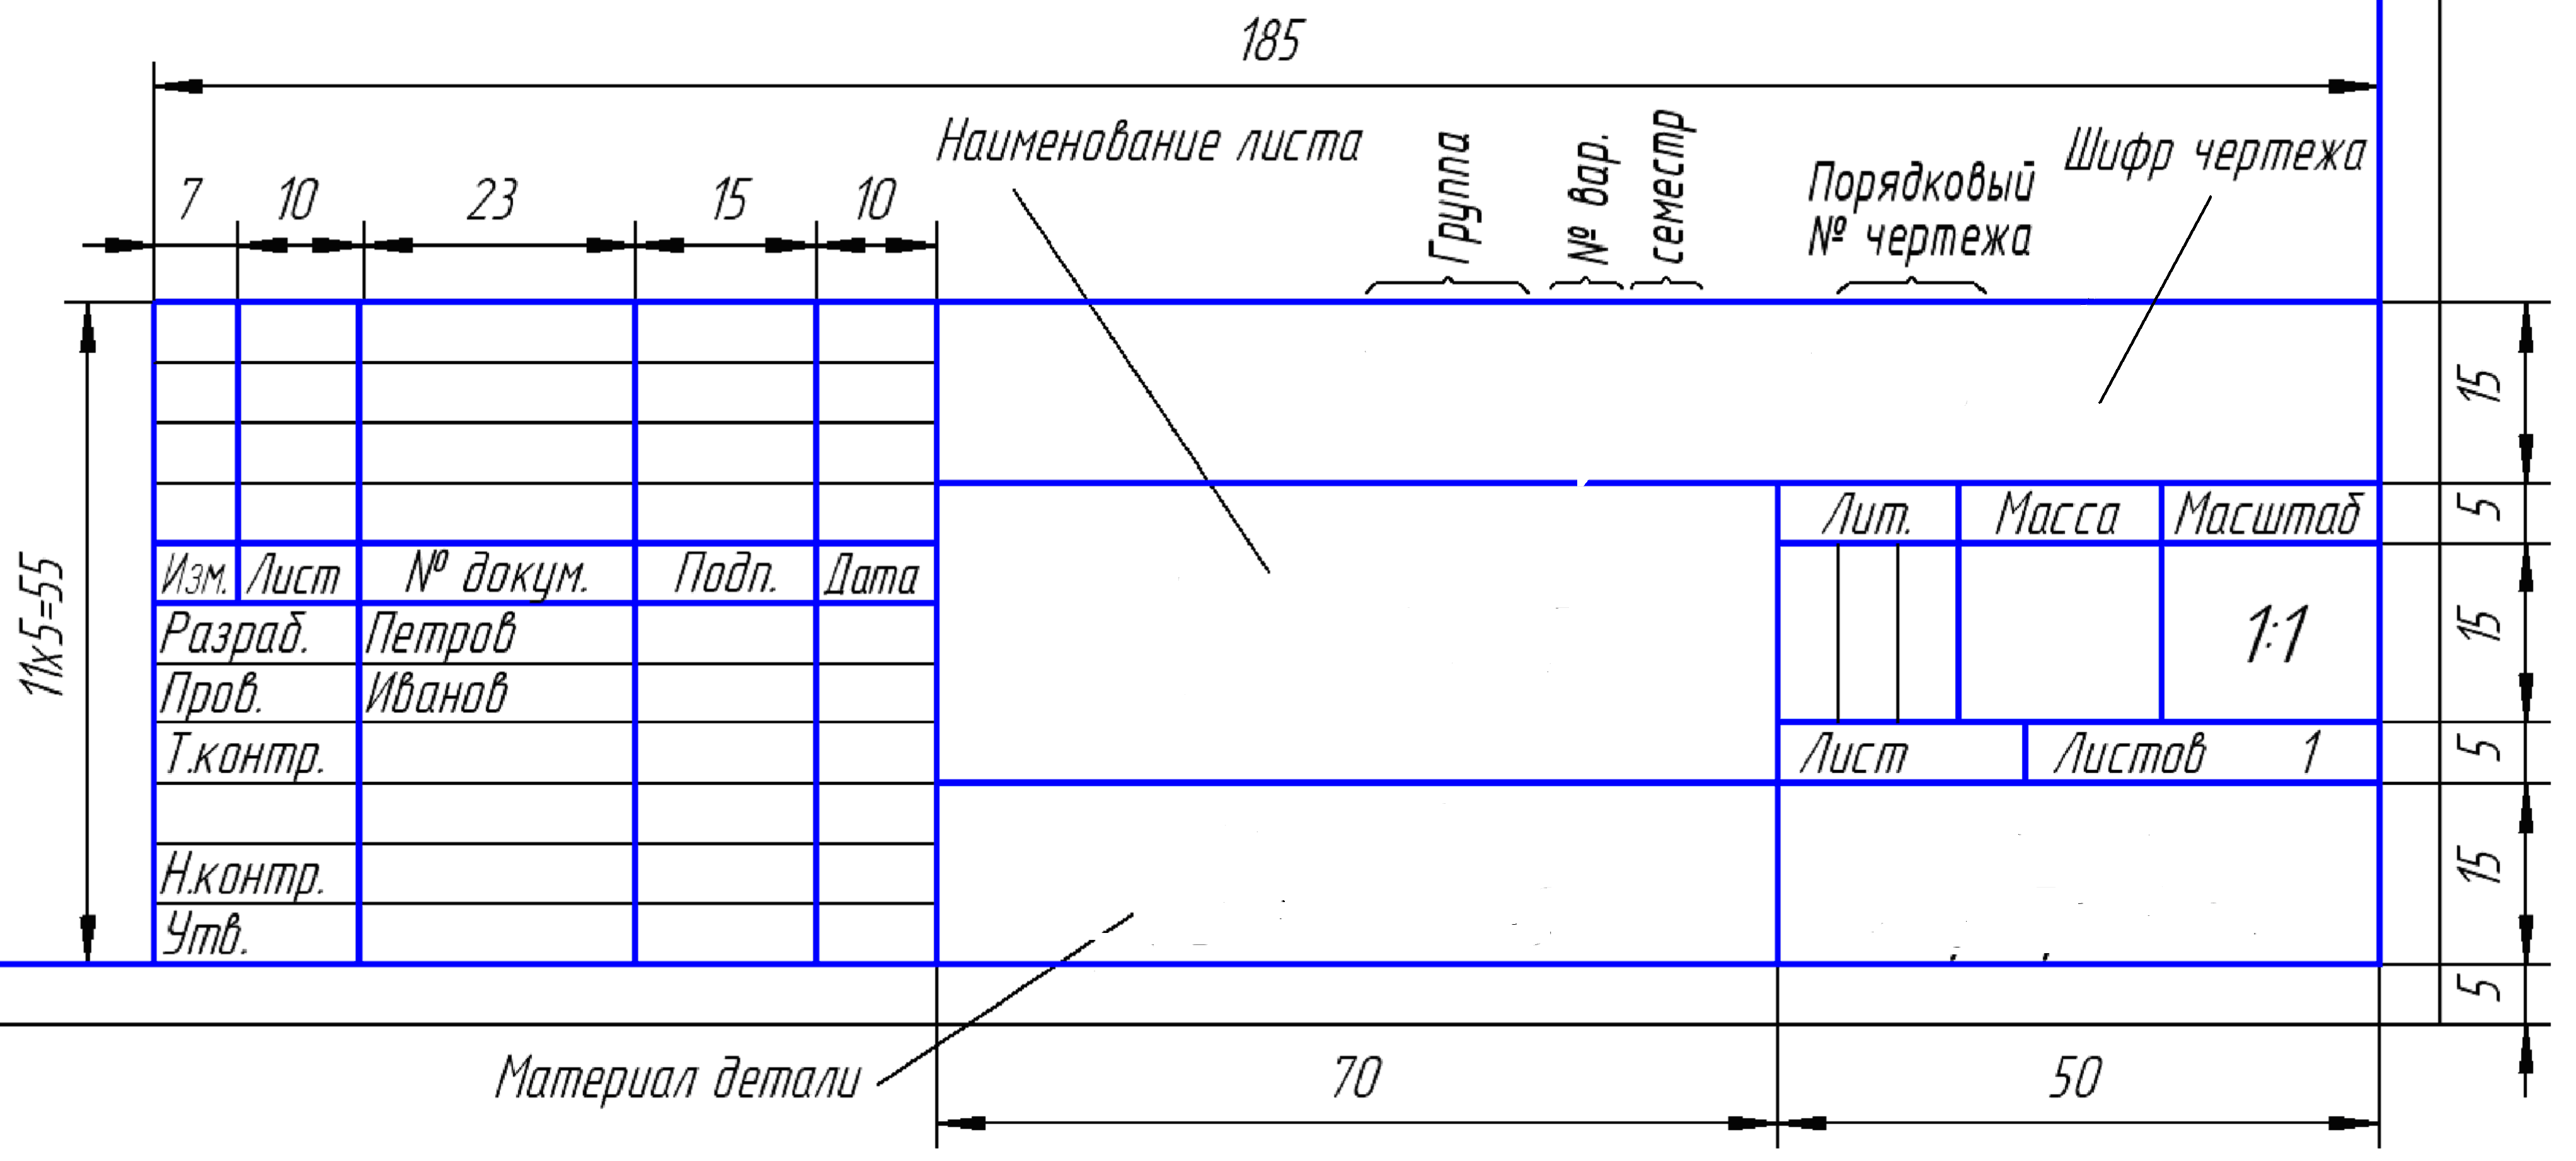 185
Наименование листа
Группа
№ вар.
семестр
Порядковый
№ чертежа
Шифр чертежа
7 10 23 15 10
15
5
15
5
15
5
11х5=55
Лит. Масса Масштаб
Изм. Лист № докум. Подп. Дата
Разраб. Петров
1:1
Пров. Иванов
Т.контр.
Лист Листов 1
Н.контр.
Утв.
Материал детали
70
50